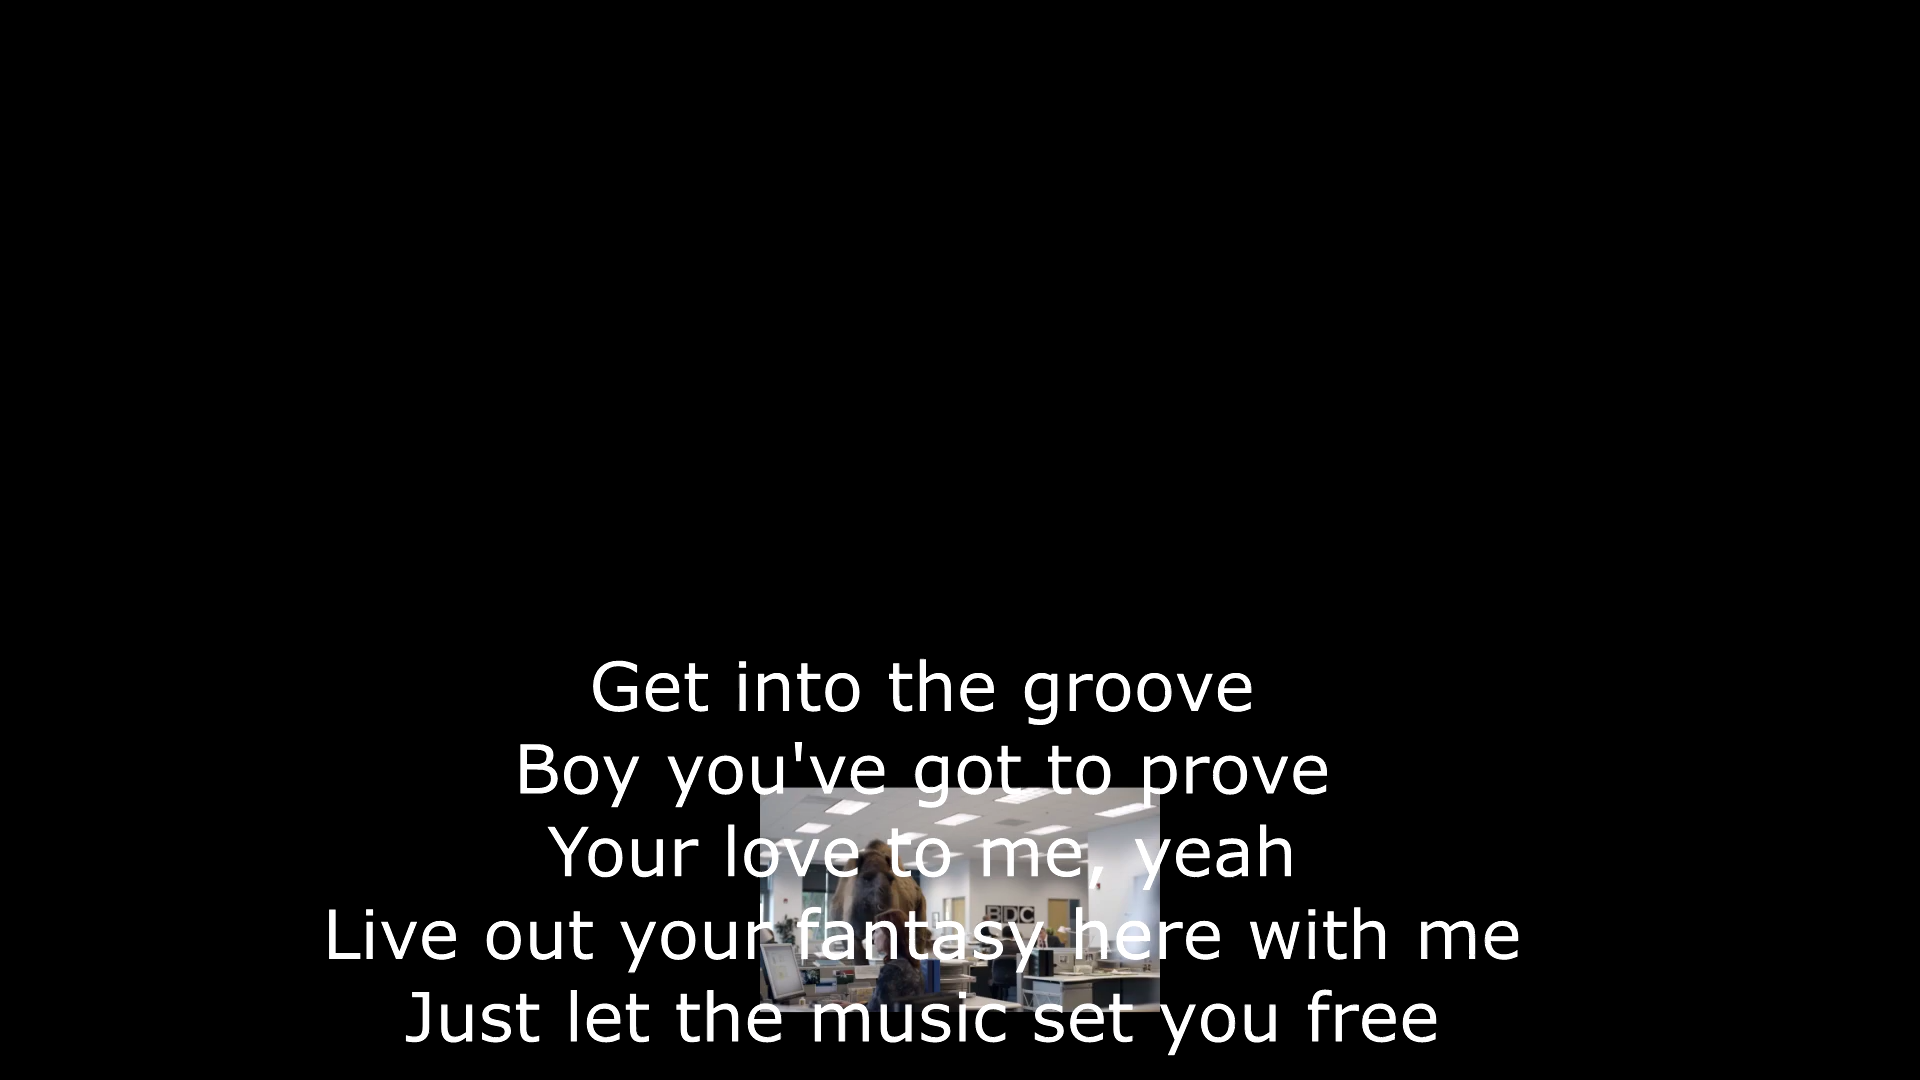 Get into the groove
Boy you've got to prove
Your love to me, yeah
Live out your fantasy here with me
Just let the music set you free
BDC